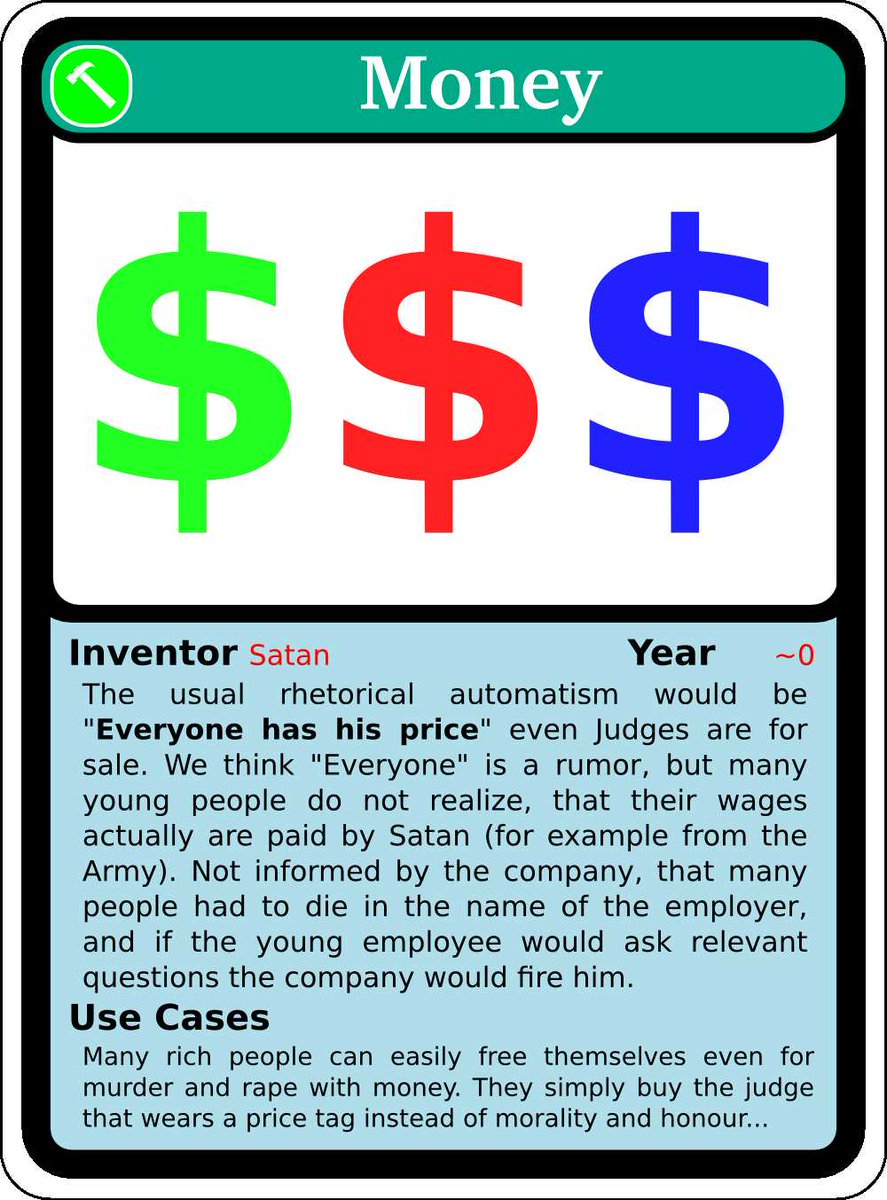 Money
$ $ $
Inventor Satan Year ~0
The usual rhetorical automatism would be
"Everyone has his price" even Judges are for
sale. We think "Everyone" is a rumor, but many
young people do not realize, that their wages
actually are paid by Satan (for example from the
Army). Not informed by the company, that many
people had to die in the name of the employer,
and if the young employee would ask relevant
questions the company would fire him.
Use Cases
Many rich people can easily free themselves even for
murder and rape with money. They simply buy the judge
that wears a price tag instead of morality and honour...